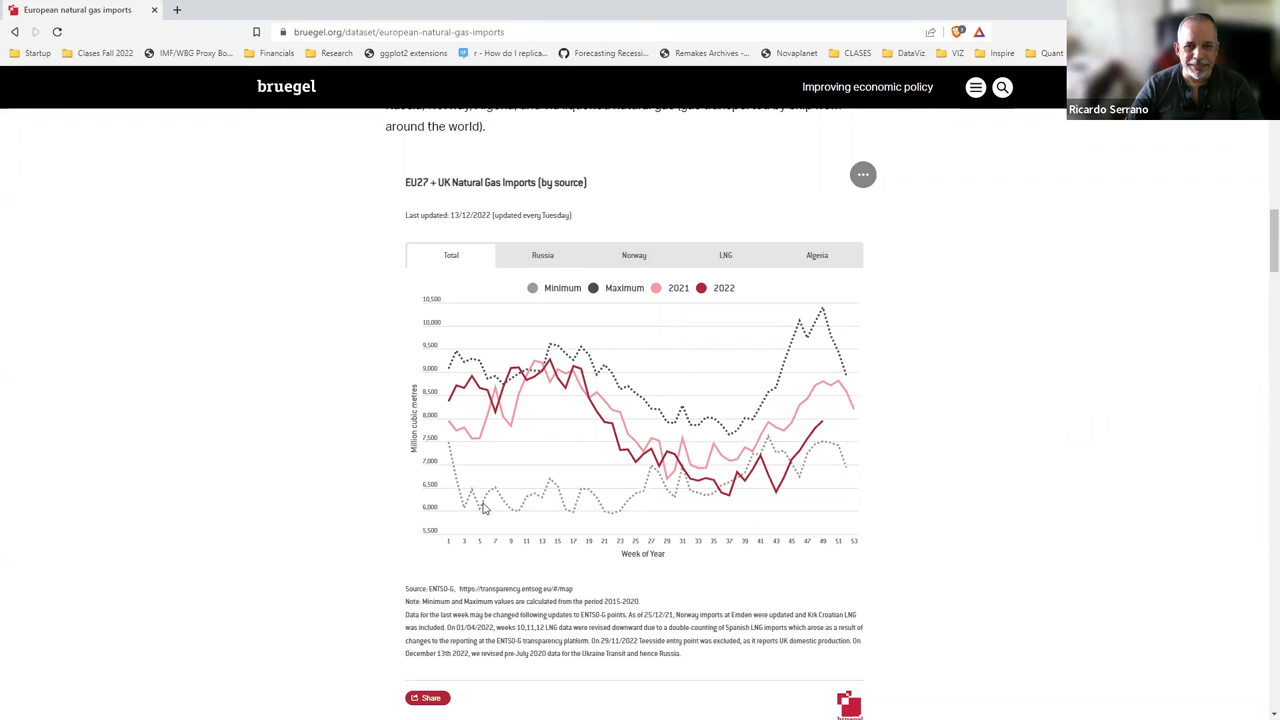 European natural gas imports
bruegel.org/dataset/european-natural-gas-imports
Startup Clases Fall 2022 IMF/WBG Proxy Bo... Financials Research ggplot2 extensions r - How do I replica... Forecasting Recessi... Remakes Archives -... Novaplanet CLASES DataViz VIZ Inspire Quant
Ricardo Serrano
bruegel
Improving economic policy
around the world).
EU27 + UK Natural Gas Imports (by source)
Last updated: 13/12/2022 (updated every Tuesday)
Total Russia Norway LNG Algeria
Minimum Maximum 2021 2022
10,500
10,000
9,500
9,000
8,500
8,000
7,500
7,000
6,500
6,000
5,500
Million cubic metres
1 3 5 7 9 11 13 15 17 19 21 23 25 27 29 31 33 35 37 39 41 43 45 47 49 51 53
Week of Year
Source: ENTSO-G, https://transparency.entsog.eu/#/map
Note: Minimum and Maximum values are calculated from the period 2015-2020.
Data for the last week may be changed following updates to ENTSO-G points. As of 25/12/21, Norway imports at Emden were updated and Krk Croatian LNG
was included. On 01/04/2022, weeks 10,11,12 LNG data were revised downward due to a double-counting of Spanish LNG imports which arose as a result of
changes to the reporting at the ENTSO-G transparency platform. On 29/11/2022 Teesside entry point was excluded, as it reports UK domestic production. On
December 13th 2022, we revised pre-July 2020 data for the Ukraine Transit and hence Russia.
Share